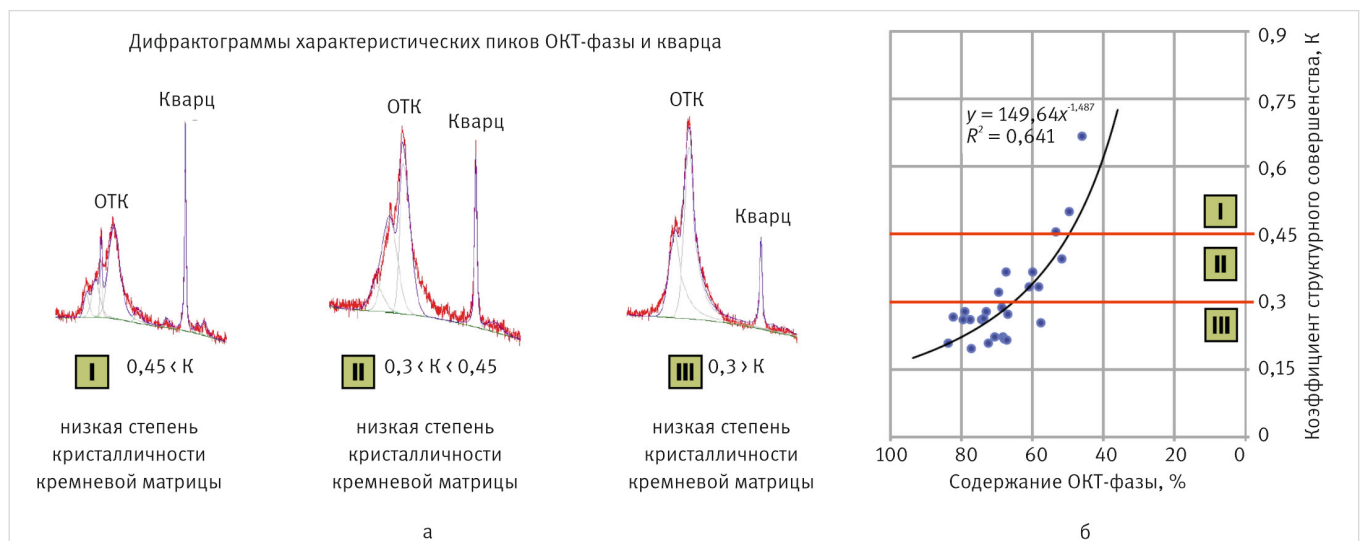 Дифрактограммы характеристических пиков ОКТ-фазы и кварца
Кварц
ОТК
I
0,45 ‹ К
низкая степень
кристалличности
кремневой матрицы
ОТК
Кварц
II
0,3 ‹ К ‹ 0,45
низкая степень
кристалличности
кремневой матрицы
ОТК
Кварц
III
0,3 › К
низкая степень
кристалличности
кремневой матрицы
а
y = 149,64x^-1,487
R² = 0,641
I
II
III
0,9
0,75
0,6
0,45
0,3
0,15
0
Коэффициент структурного совершенства, К
100 80 60 40 20 0
Содержание ОКТ-фазы, %
б